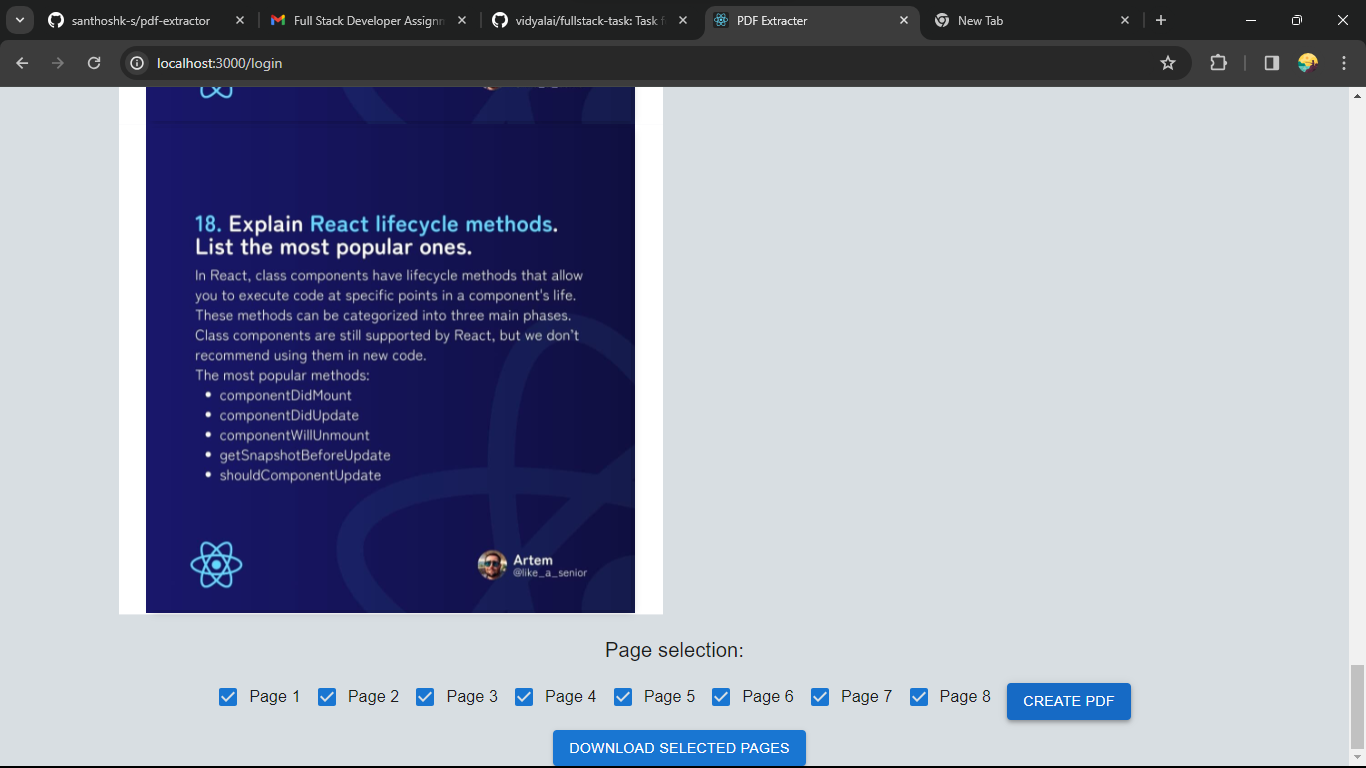 santhoshk-s/pdf-extractor
Full Stack Developer Assignm
vidyalai/fullstack-task: Task f
PDF Extracter
New Tab
localhost:3000/login
18. Explain React lifecycle methods.
List the most popular ones.
In React, class components have lifecycle methods that allow
you to execute code at specific points in a component's life.
These methods can be categorized into three main phases.
Class components are still supported by React, but we don't
recommend using them in new code.
The most popular methods:
• componentDidMount
• componentDidUpdate
• componentWillUnmount
• getSnapshotBeforeUpdate
• shouldComponentUpdate
Artem
@like_a_senior
Page selection:
Page 1 Page 2 Page 3 Page 4 Page 5 Page 6 Page 7 Page 8 CREATE PDF
DOWNLOAD SELECTED PAGES